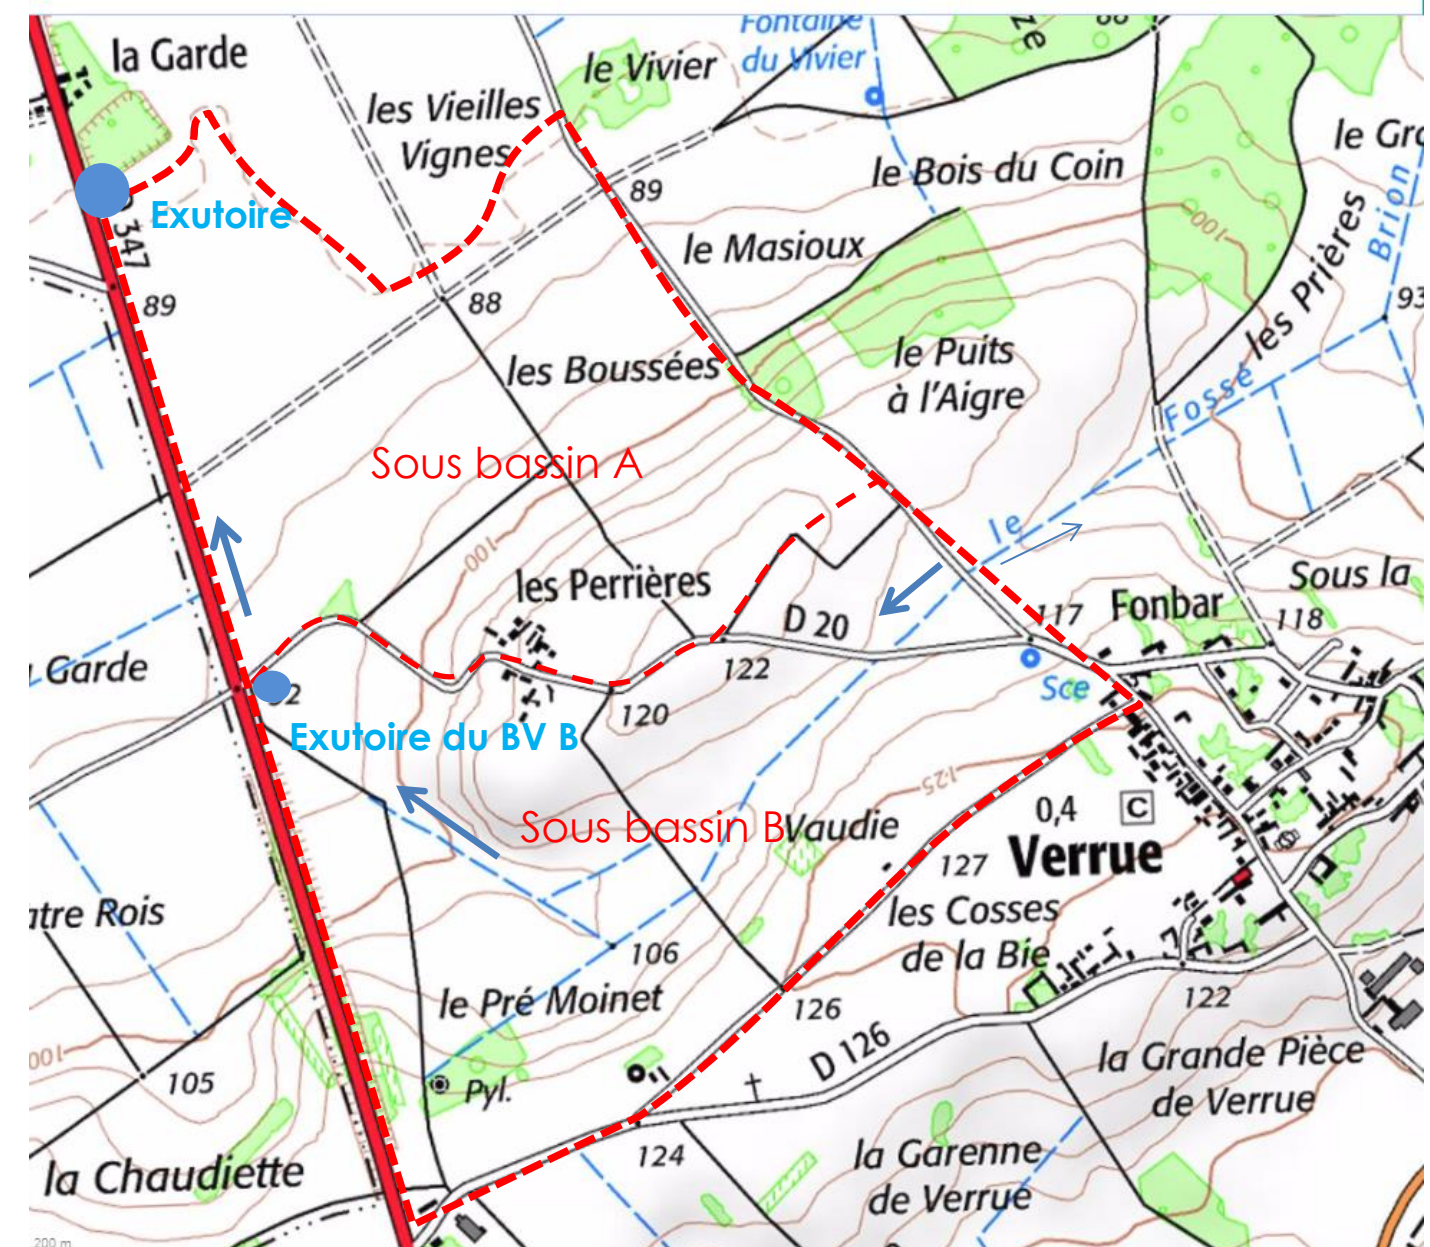 Fontaine
du Vivier
la Garde
le Vivier
les Vieilles
Vignes
le Bois du Coin
89
Exutoire
347
le Masioux
les Prières
Brion
93
89
88
les Boussées
le Puits
à l'Aigre
Fossé
Sous bassin A
100
100
le
les Perrières
D 20
117
Fonbar
Sous la
118
Garde
122
Sce
120
Exutoire du BV B
125
Sous bassin B
Vaudie
0,4
C
127
Verrue
tre Rois
les Cosses
de la Bie
106
le Pré Moinet
126
122
D 126
100
105
Pyl.
la Grande Pièce
de Verrue
124
la Chaudiette
la Garenne
de Verrue
200 m